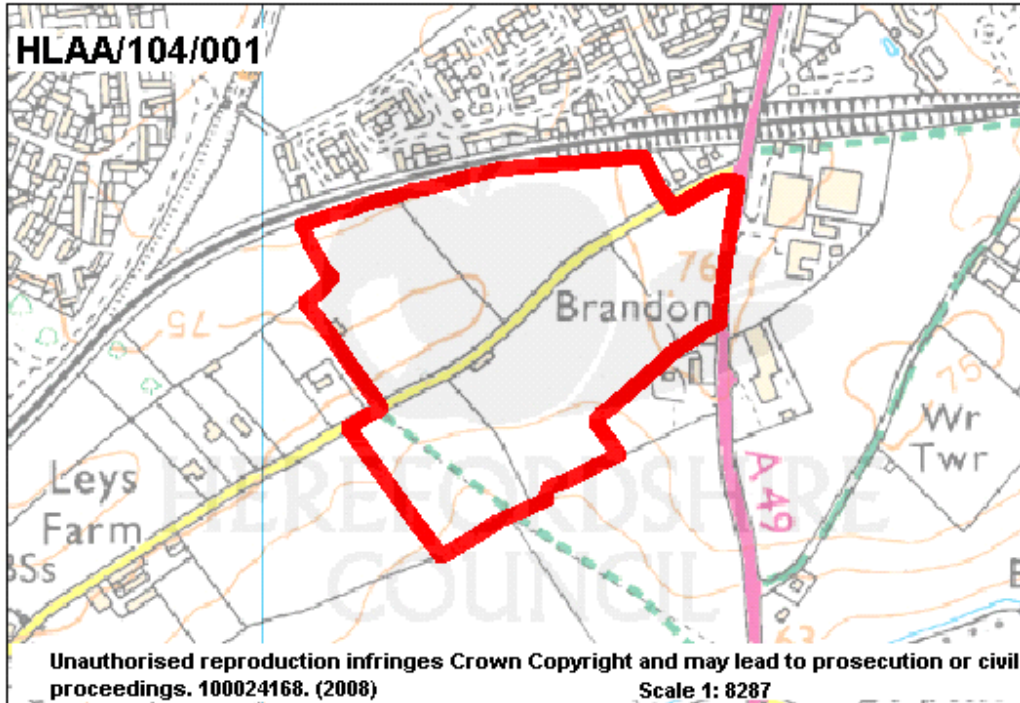 HLAA/104/001
76
Brandon
75
75
Wr
Twr
Leys
Farm
A 49
HEREFORDSHIRE
COUNCIL
63
Unauthorised reproduction infringes Crown Copyright and may lead to prosecution or civil
proceedings. 100024168. (2008) Scale 1: 8287